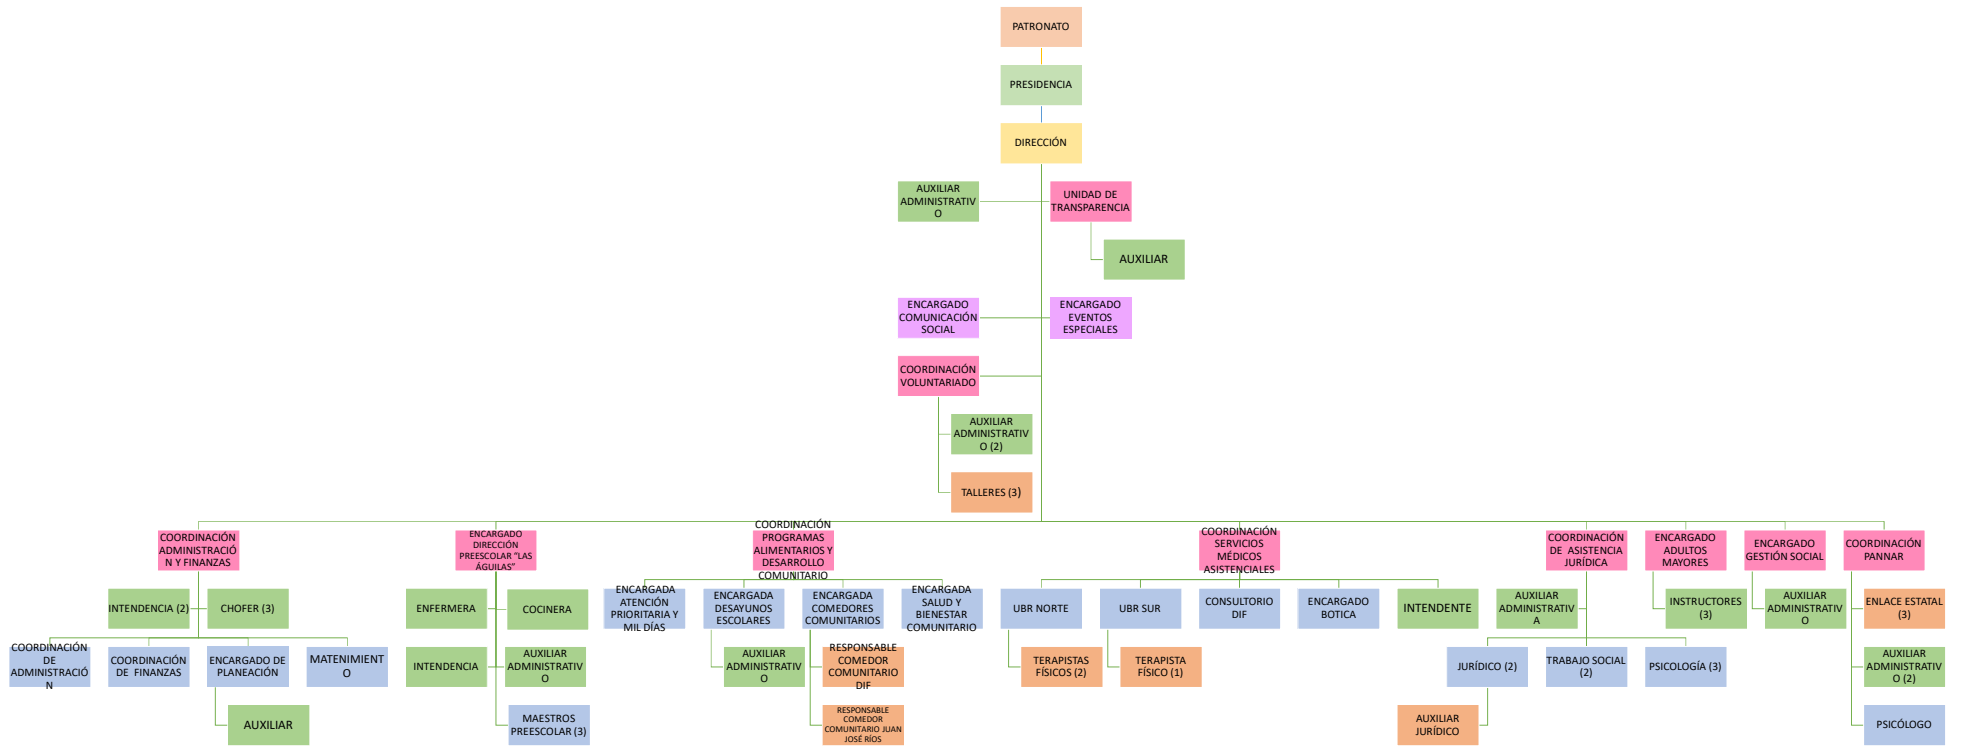 PATRONATO
PRESIDENCIA
DIRECCIÓN
AUXILIAR
ADMINISTRATIV
O
UNIDAD DE
TRANSPARENCIA
AUXILIAR
ENCARGADO
COMUNICACIÓN
SOCIAL
ENCARGADO
EVENTOS
ESPECIALES
COORDINACIÓN
VOLUNTARIADO
AUXILIAR
ADMINISTRATIV
O (2)
TALLERES (3)
COORDINACIÓN
ADMINISTRACIÓ
N Y FINANZAS
ENCARGADO
DIRECCIÓN
PREESCOLAR “LAS
ÁGUILAS”
COORDINACIÓN
PROGRAMAS
ALIMENTARIOS Y
DESARROLLO
COMUNITARIO
COORDINACIÓN
SERVICIOS
MÉDICOS
ASISTENCIALES
COORDINACIÓN
DE ASISTENCIA
JURÍDICA
ENCARGADO
ADULTOS
MAYORES
ENCARGADO
GESTIÓN SOCIAL
COORDINACIÓN
PANNAR
INTENDENCIA (2)
CHOFER (3)
ENFERMERA
COCINERA
ENCARGADA
ATENCIÓN
PRIORITARIA Y
MIL DÍAS
ENCARGADA
DESAYUNOS
ESCOLARES
ENCARGADA
COMEDORES
COMUNITARIOS
ENCARGADA
SALUD Y
BIENESTAR
COMUNITARIO
UBR NORTE
UBR SUR
CONSULTORIO
DIF
ENCARGADO
BOTICA
INTENDENTE
AUXILIAR
ADMINISTRATIV
A
INSTRUCTORES
(3)
AUXILIAR
ADMINISTRATIV
O
ENLACE ESTATAL
(3)
COORDINACIÓN
DE
ADMINISTRACIÓ
N
COORDINACIÓN
DE FINANZAS
ENCARGADO DE
PLANEACIÓN
MATENIMIENT
O
INTENDENCIA
AUXILIAR
ADMINISTRATIV
O
AUXILIAR
ADMINISTRATIV
O
RESPONSABLE
COMEDOR
COMUNITARIO
DIF
TERAPISTAS
FÍSICOS (2)
TERAPISTA
FÍSICO (1)
JURÍDICO (2)
TRABAJO SOCIAL
(2)
PSICOLOGÍA (3)
AUXILIAR
ADMINISTRATIV
O (2)
AUXILIAR
MAESTROS
PREESCOLAR (3)
RESPONSABLE
COMEDOR
COMUNITARIO JUAN
JOSÉ RÍOS
AUXILIAR
JURÍDICO
PSICÓLOGO